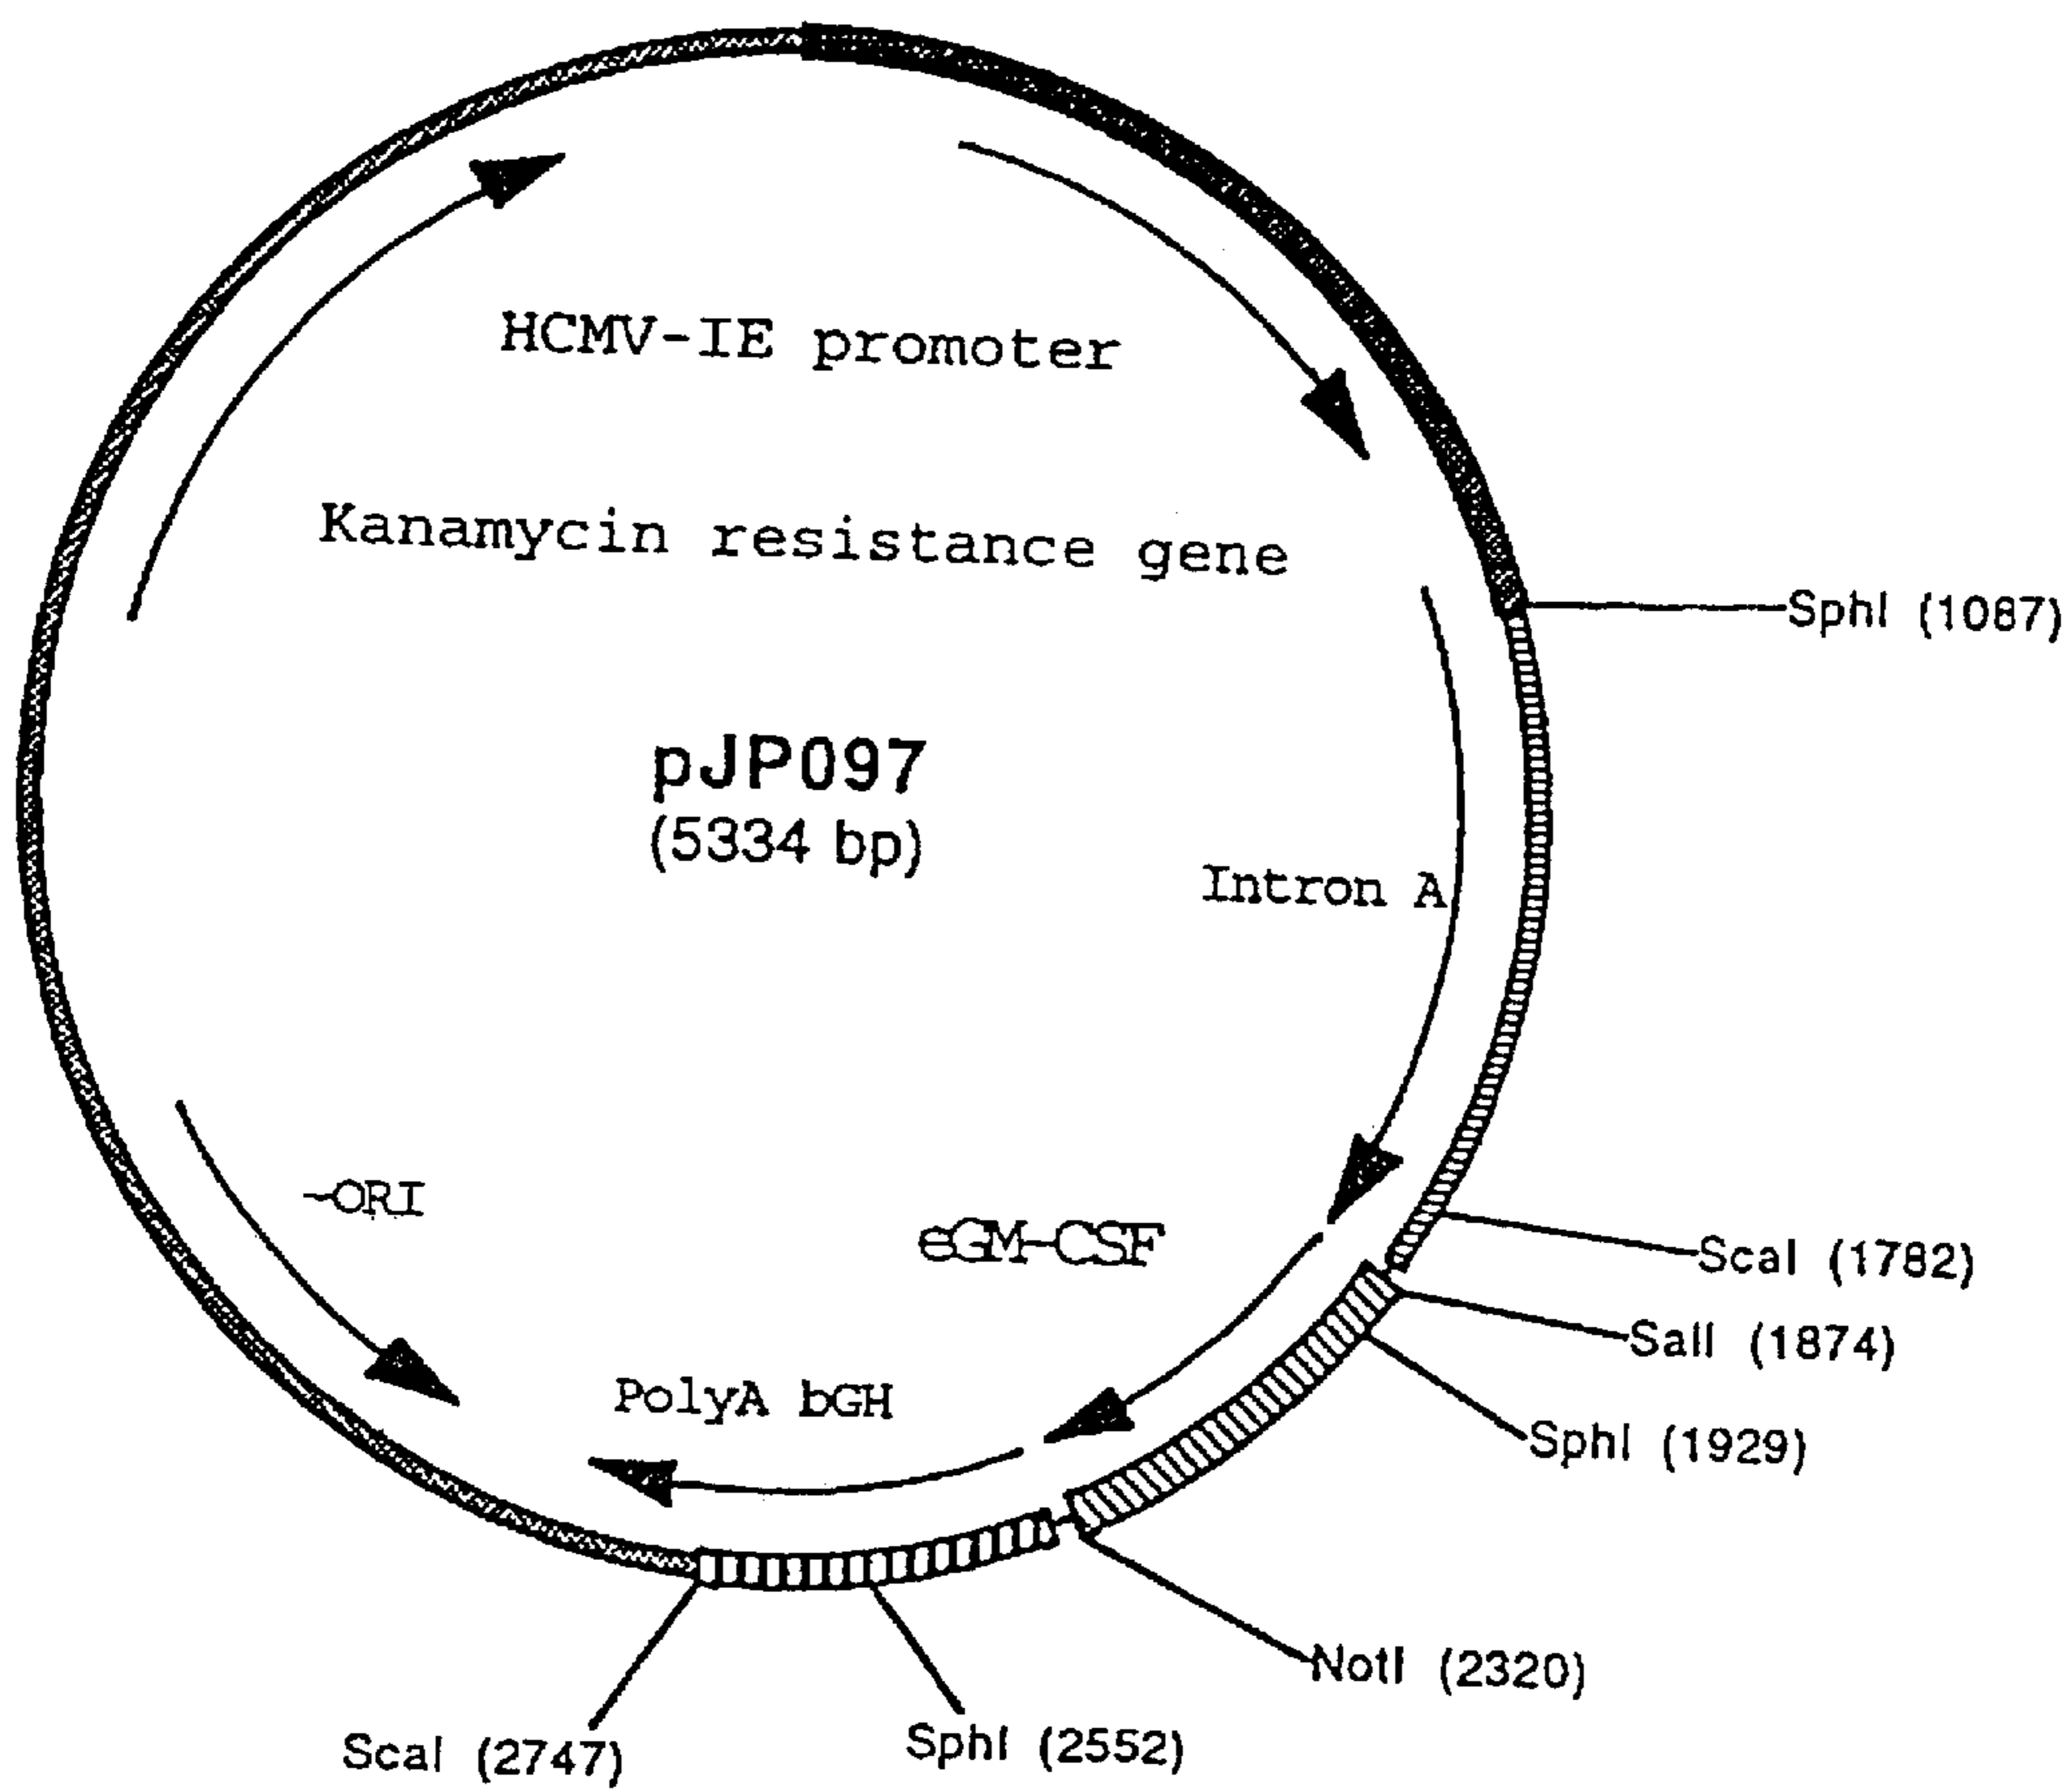 HCMV-IE promoter
Kanamycin resistance gene
SphI (1087)
pJP097
(5334 bp)
Intron A
-ORI
eGM-CSF
ScaI (1782)
SalI (1874)
PolyA bGH
SphI (1929)
NotI (2320)
SphI (2552)
ScaI (2747)